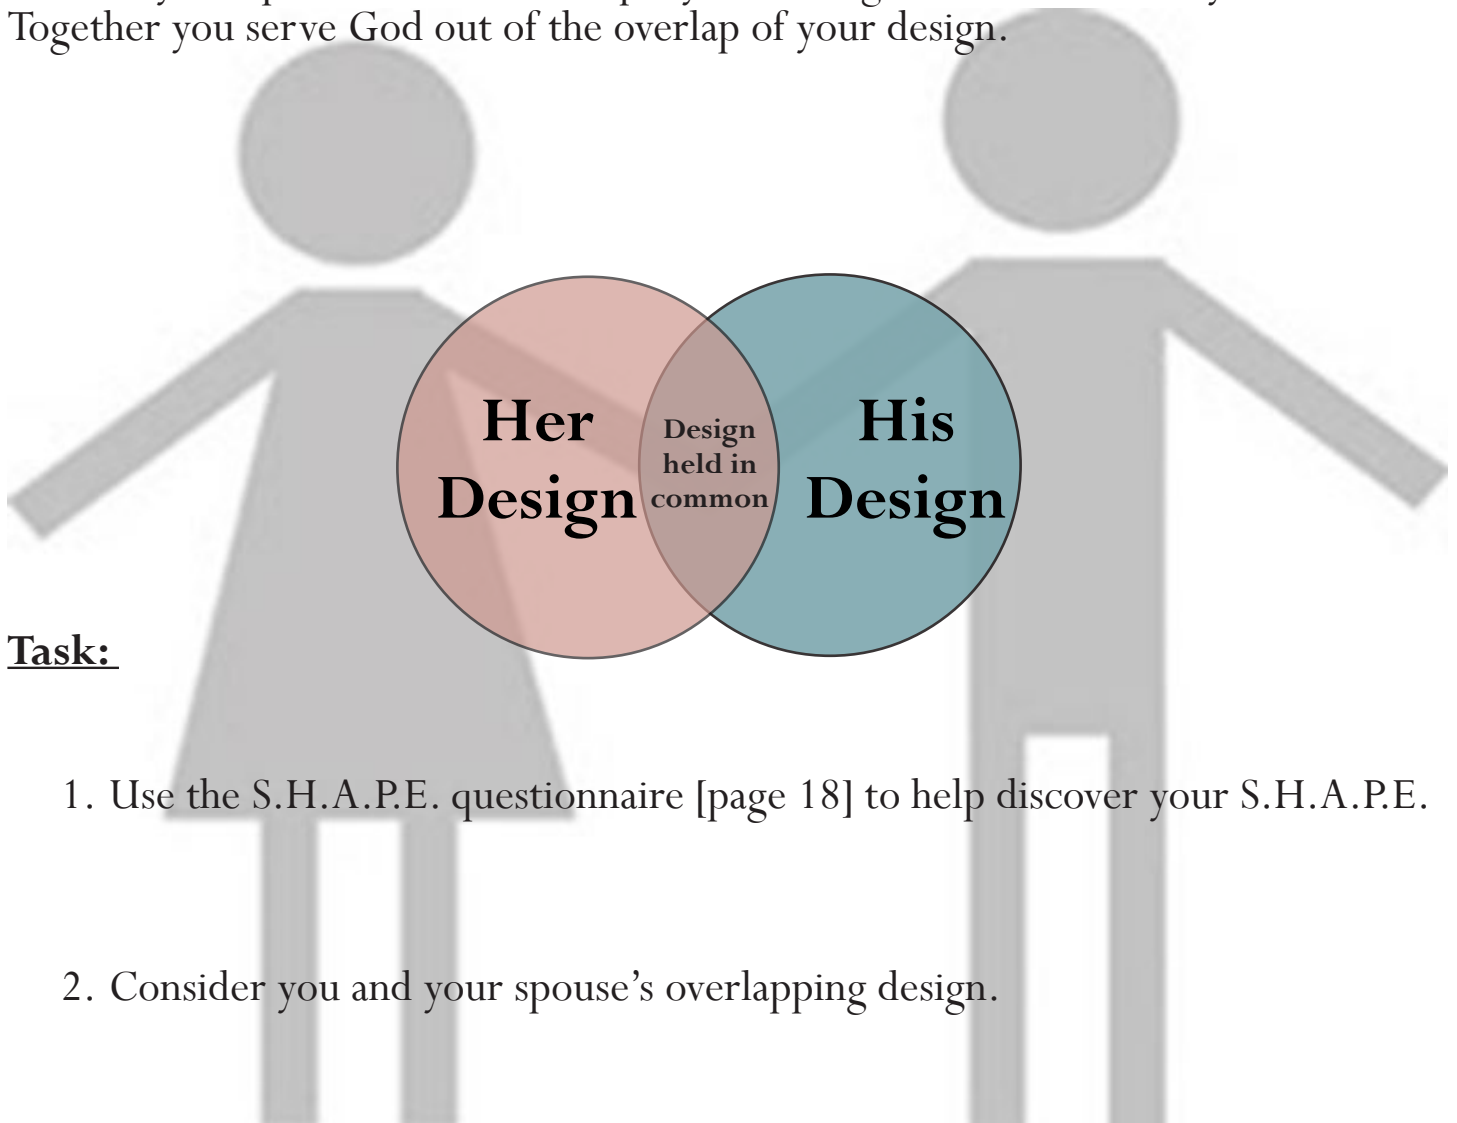 Together you serve God out of the overlap of your design.
Her
Design
Design
held in
common
His
Design
Task:
1. Use the S.H.A.P.E. questionnaire [page 18] to help discover your S.H.A.P.E.
2. Consider you and your spouse’s overlapping design.